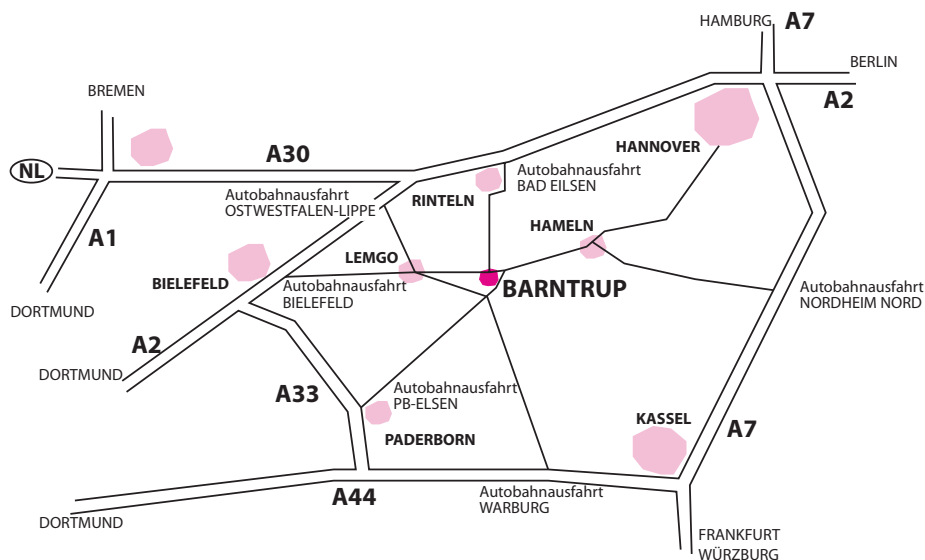 HAMBURG
A7
BERLIN
A2
BREMEN
HANNOVER
A30
NL
Autobahnausfahrt
BAD EILSEN
Autobahnausfahrt
OSTWESTFALEN-LIPPE
RINTELN
HAMELN
A1
LEMGO
BIELEFELD
Autobahnausfahrt
BIELEFELD
BARNTRUP
Autobahnausfahrt
NORDHEIM NORD
DORTMUND
A2
DORTMUND
A33
Autobahnausfahrt
PB-ELSEN
KASSEL
A7
PADERBORN
A44
Autobahnausfahrt
WARBURG
DORTMUND
FRANKFURT
WÜRZBURG